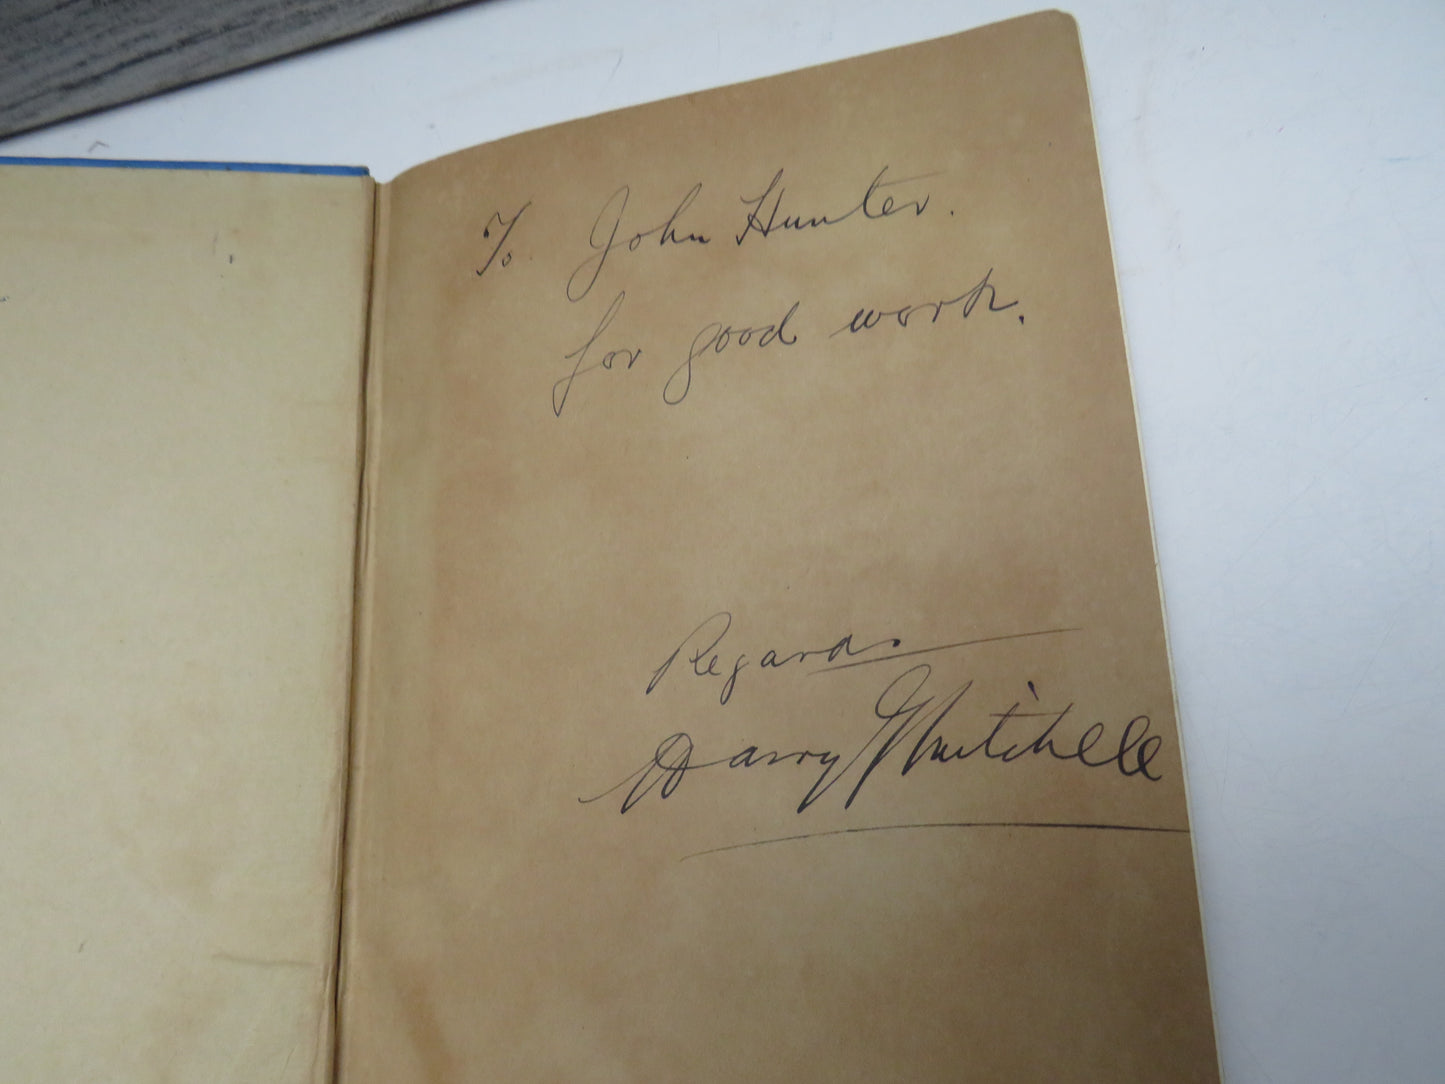 To John Hunter.
for good work.
Regards
Harry Mitchell